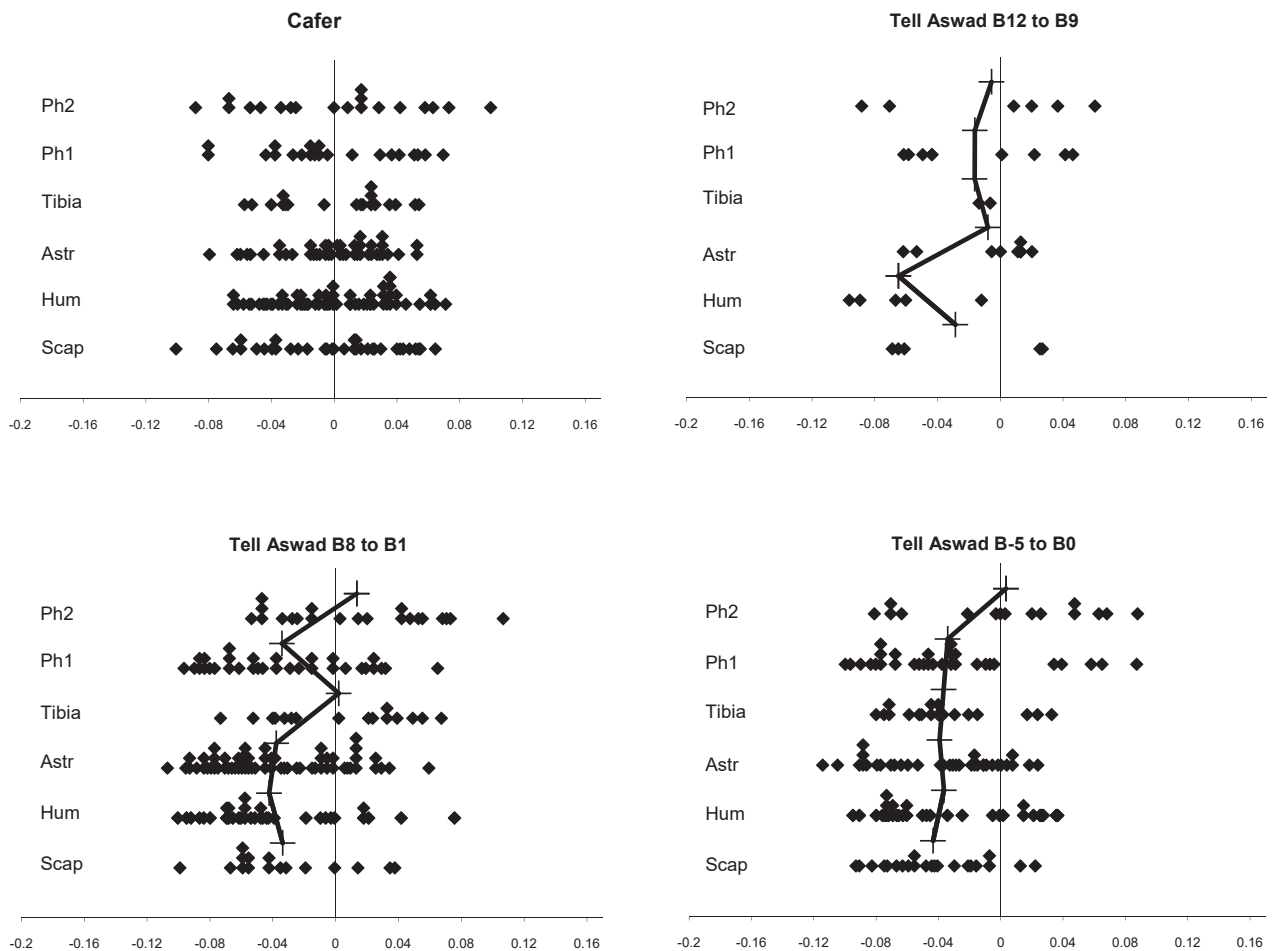 Cafer
Ph2
Ph1
Tibia
Astr
Hum
Scap
-0.2 -0.16 -0.12 -0.08 -0.04 0 0.04 0.08 0.12 0.16
Tell Aswad B12 to B9
Ph2
Ph1
Tibia
Astr
Hum
Scap
-0.2 -0.16 -0.12 -0.08 -0.04 0 0.04 0.08 0.12 0.16
Tell Aswad B8 to B1
Ph2
Ph1
Tibia
Astr
Hum
Scap
-0.2 -0.16 -0.12 -0.08 -0.04 0 0.04 0.08 0.12 0.16
Tell Aswad B-5 to B0
Ph2
Ph1
Tibia
Astr
Hum
Scap
-0.2 -0.16 -0.12 -0.08 -0.04 0 0.04 0.08 0.12 0.16